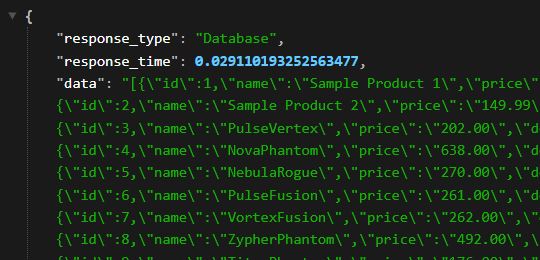 {
"response_type": "Database",
"response_time": 0.029110193252563477,
"data": "[{\"id\":1,\"name\":\"Sample Product 1\",\"price\"
{\"id\":2,\"name\":\"Sample Product 2\",\"price\":\"149.99\
{\"id\":3,\"name\":\"PulseVertex\",\"price\":\"202.00\",\"d
{\"id\":4,\"name\":\"NovaPhantom\",\"price\":\"638.00\",\"d
{\"id\":5,\"name\":\"NebulaRogue\",\"price\":\"270.00\",\"d
{\"id\":6,\"name\":\"PulseFusion\",\"price\":\"261.00\",\"d
{\"id\":7,\"name\":\"VortexFusion\",\"price\":\"262.00\",\"
{\"id\":8,\"name\":\"ZypherPhantom\",\"price\":\"492.00\",\